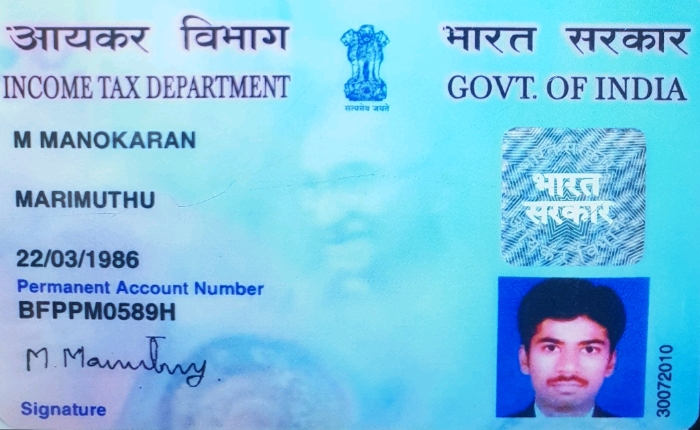 आयकर विभाग
INCOME TAX DEPARTMENT
सत्यमेव जयते
भारत सरकार
GOVT. OF INDIA
M MANOKARAN
MARIMUTHU
22/03/1986
Permanent Account Number
BFPPM0589H
Signature
भारत
सरकार
30072010